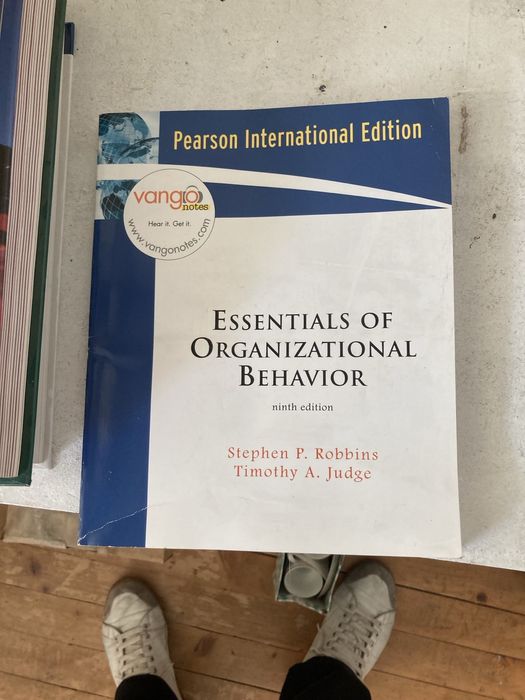 Pearson International Edition
vango
notes
Hear it. Get it.
www.vangonotes.com
ESSENTIALS OF
ORGANIZATIONAL
BEHAVIOR
ninth edition
Stephen P. Robbins
Timothy A. Judge